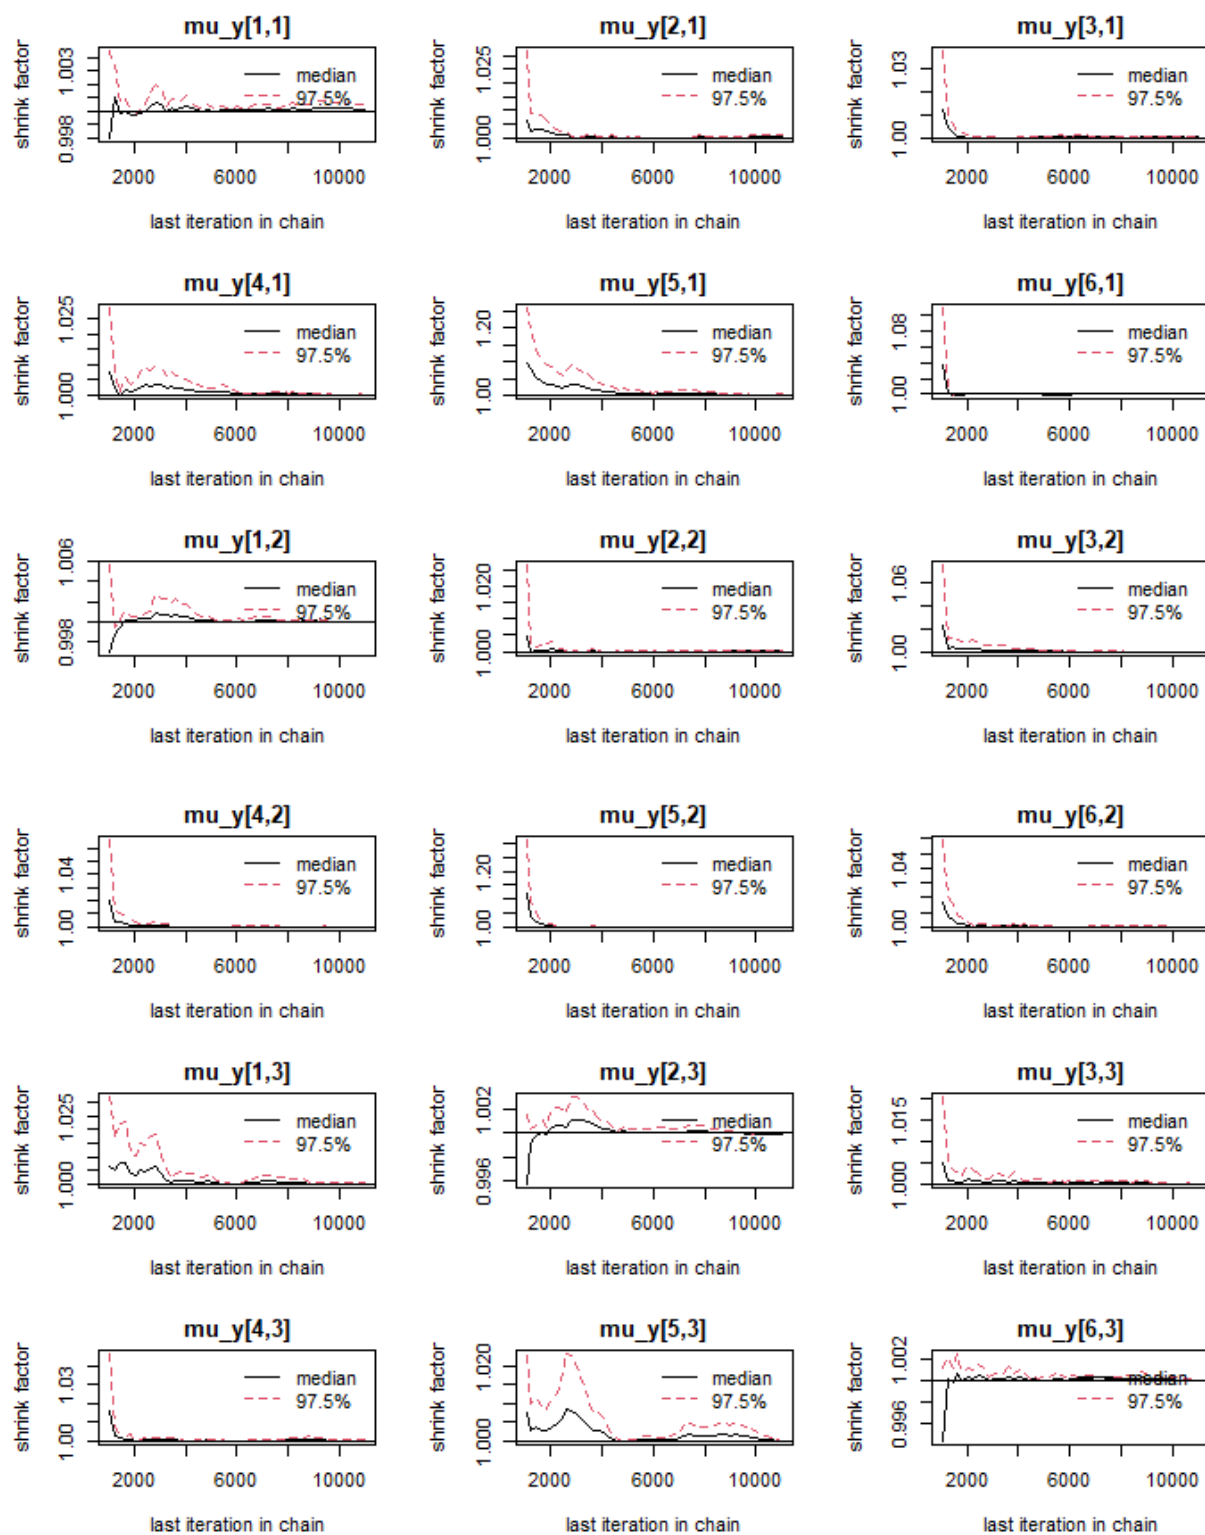 mu_y[1,1]
shrink factor
0.998 1.003
median
97.5%
2000 6000 10000
last iteration in chain
mu_y[2,1]
shrink factor
1.000 1.025
2000 6000 10000
last iteration in chain
mu_y[3,1]
shrink factor
1.00 1.03
median
97.5%
2000 6000 10000
last iteration in chain
mu_y[4,1]
shrink factor
1.000 1.025
median
97.5%
2000 6000 10000
last iteration in chain
mu_y[5,1]
shrink factor
1.00 1.20
median
97.5%
2000 6000 10000
last iteration in chain
mu_y[6,1]
shrink factor
1.00 1.08
median
97.5%
2000 6000 10000
last iteration in chain
mu_y[1,2]
shrink factor
0.998 1.006
median
97.5%
2000 6000 10000
last iteration in chain
mu_y[2,2]
shrink factor
1.000 1.020
median
97.5%
2000 6000 10000
last iteration in chain
mu_y[3,2]
shrink factor
1.00 1.06
median
97.5%
2000 6000 10000
last iteration in chain
mu_y[4,2]
shrink factor
1.00 1.04
median
97.5%
2000 6000 10000
last iteration in chain
mu_y[5,2]
shrink factor
1.00 1.20
median
97.5%
2000 6000 10000
last iteration in chain
mu_y[6,2]
shrink factor
1.00 1.04
median
97.5%
2000 6000 10000
last iteration in chain
mu_y[1,3]
shrink factor
1.000 1.025
median
97.5%
2000 6000 10000
last iteration in chain
mu_y[2,3]
shrink factor
0.996 1.002
median
97.5%
2000 6000 10000
last iteration in chain
mu_y[3,3]
shrink factor
1.000 1.015
median
97.5%
2000 6000 10000
last iteration in chain
mu_y[4,3]
shrink factor
1.00 1.03
median
97.5%
2000 6000 10000
last iteration in chain
mu_y[5,3]
shrink factor
1.000 1.020
median
97.5%
2000 6000 10000
last iteration in chain
mu_y[6,3]
shrink factor
0.996 1.002
median
97.5%
2000 6000 10000
last iteration in chain